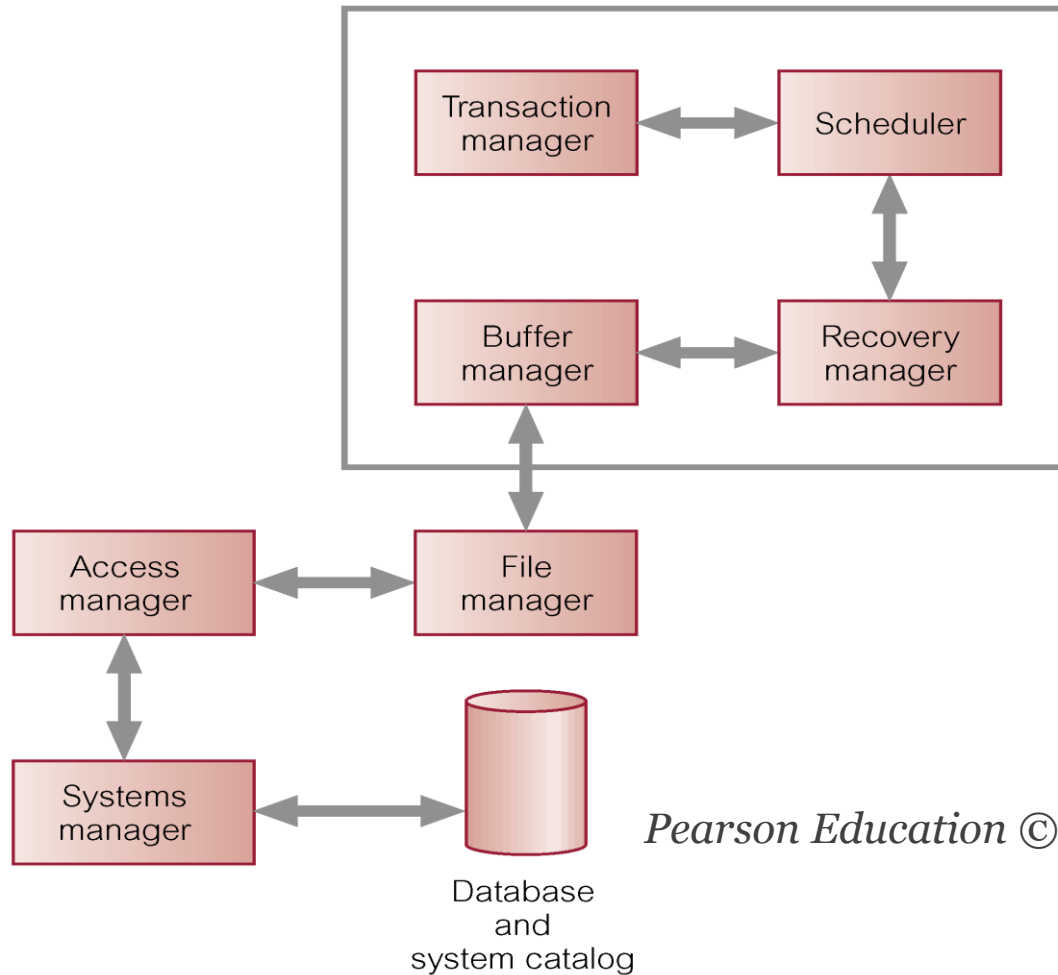 Transaction
manager
Scheduler
Buffer
manager
Recovery
manager
Access
manager
File
manager
Systems
manager
Pearson Education ©
Database
and
system catalog